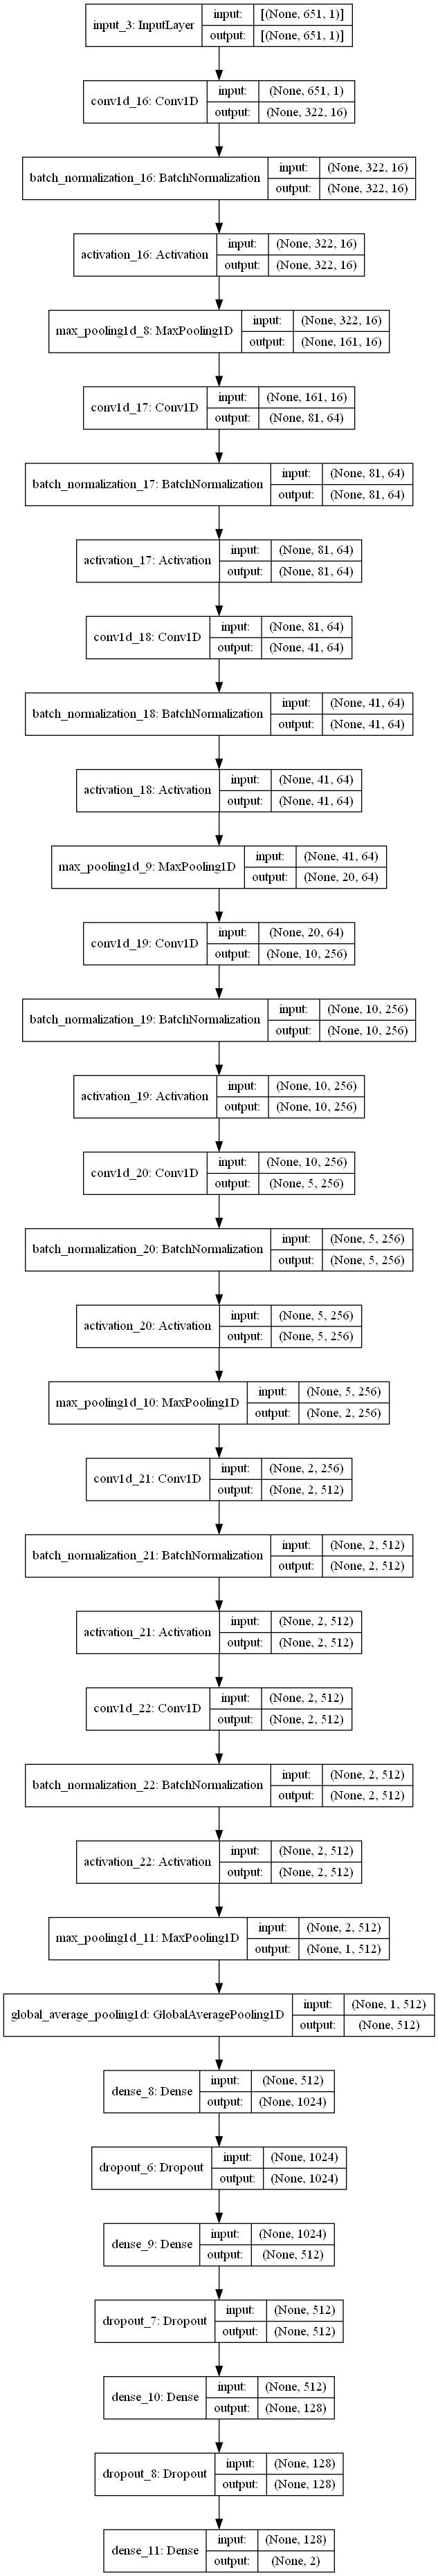 input_3: InputLayer
input: [(None, 651, 1)]
output: [(None, 651, 1)]
conv1d_16: Conv1D
input: (None, 651, 1)
output: (None, 322, 16)
batch_normalization_16: BatchNormalization
input: (None, 322, 16)
output: (None, 322, 16)
activation_16: Activation
input: (None, 322, 16)
output: (None, 322, 16)
max_pooling1d_8: MaxPooling1D
input: (None, 322, 16)
output: (None, 161, 16)
conv1d_17: Conv1D
input: (None, 161, 16)
output: (None, 81, 64)
batch_normalization_17: BatchNormalization
input: (None, 81, 64)
output: (None, 81, 64)
activation_17: Activation
input: (None, 81, 64)
output: (None, 81, 64)
conv1d_18: Conv1D
input: (None, 81, 64)
output: (None, 41, 64)
batch_normalization_18: BatchNormalization
input: (None, 41, 64)
output: (None, 41, 64)
activation_18: Activation
input: (None, 41, 64)
output: (None, 41, 64)
max_pooling1d_9: MaxPooling1D
input: (None, 41, 64)
output: (None, 20, 64)
conv1d_19: Conv1D
input: (None, 20, 64)
output: (None, 10, 256)
batch_normalization_19: BatchNormalization
input: (None, 10, 256)
output: (None, 10, 256)
activation_19: Activation
input: (None, 10, 256)
output: (None, 10, 256)
conv1d_20: Conv1D
input: (None, 10, 256)
output: (None, 5, 256)
batch_normalization_20: BatchNormalization
input: (None, 5, 256)
output: (None, 5, 256)
activation_20: Activation
input: (None, 5, 256)
output: (None, 5, 256)
max_pooling1d_10: MaxPooling1D
input: (None, 5, 256)
output: (None, 2, 256)
conv1d_21: Conv1D
input: (None, 2, 256)
output: (None, 2, 512)
batch_normalization_21: BatchNormalization
input: (None, 2, 512)
output: (None, 2, 512)
activation_21: Activation
input: (None, 2, 512)
output: (None, 2, 512)
conv1d_22: Conv1D
input: (None, 2, 512)
output: (None, 2, 512)
batch_normalization_22: BatchNormalization
input: (None, 2, 512)
output: (None, 2, 512)
activation_22: Activation
input: (None, 2, 512)
output: (None, 2, 512)
max_pooling1d_11: MaxPooling1D
input: (None, 2, 512)
output: (None, 1, 512)
global_average_pooling1d: GlobalAveragePooling1D
input: (None, 1, 512)
output: (None, 512)
dense_8: Dense
input: (None, 512)
output: (None, 1024)
dropout_6: Dropout
input: (None, 1024)
output: (None, 1024)
dense_9: Dense
input: (None, 1024)
output: (None, 512)
dropout_7: Dropout
input: (None, 512)
output: (None, 512)
dense_10: Dense
input: (None, 512)
output: (None, 128)
dropout_8: Dropout
input: (None, 128)
output: (None, 128)
dense_11: Dense
input: (None, 128)
output: (None, 2)